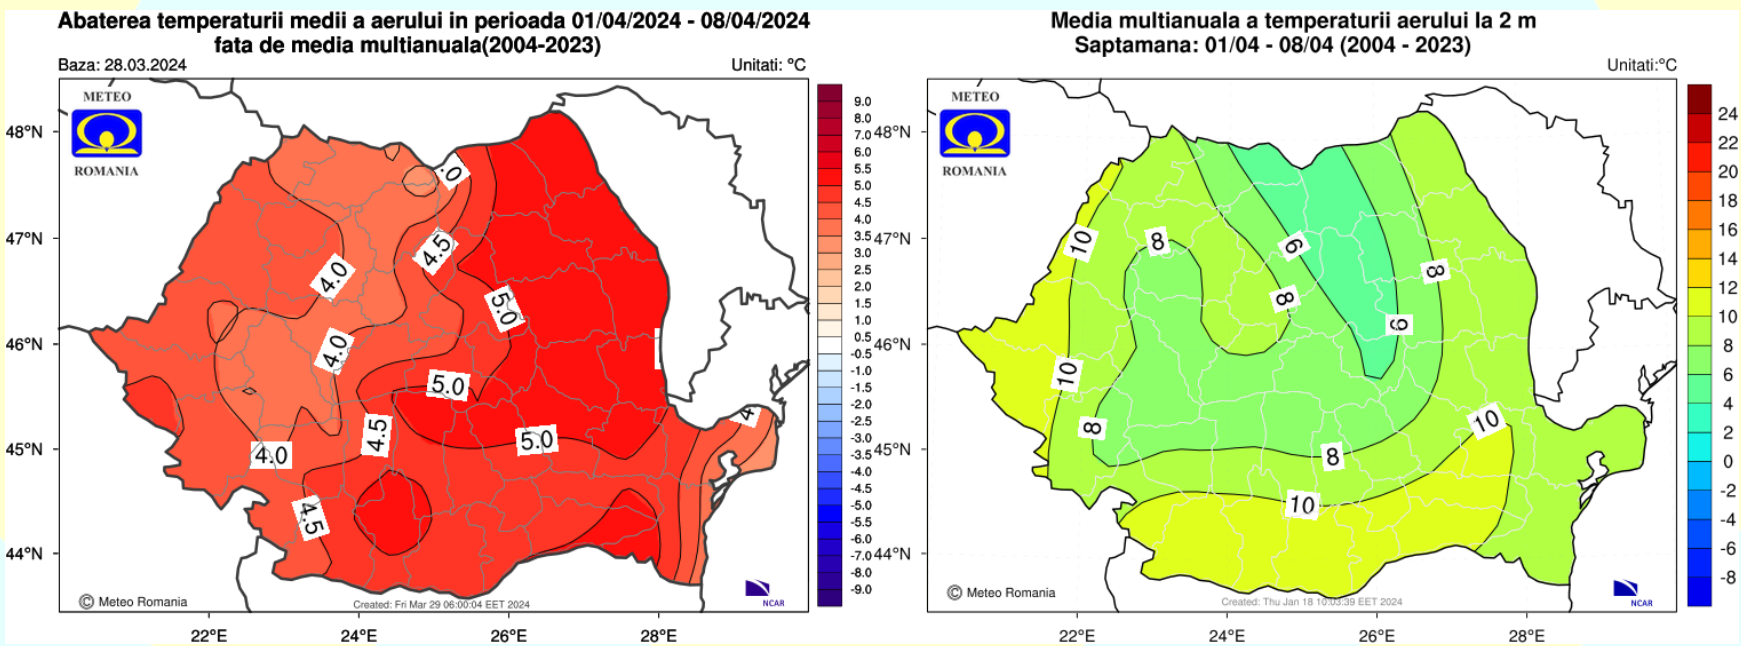 Abaterea temperaturii medii a aerului in perioada 01/04/2024 - 08/04/2024
fata de media multianuala(2004-2023)
Baza: 28.03.2024
Unitati: °C
METEO
ROMANIA
48°N
47°N
46°N
45°N
44°N
.0
4.5
4.0
5.0
4.0
5.0
4
4.5
5.0
4.0
4.5
9.0
8.0
7.0
6.0
5.5
5.0
4.5
4.0
3.5
3.0
2.5
2.0
1.5
1.0
0.5
-0.5
-1.0
-1.5
-2.0
-2.5
-3.0
-3.5
-4.0
-4.5
-5.0
-5.5
-6.0
-7.0
-8.0
-9.0
© Meteo Romania
Created: Fri Mar 29 06:00:04 EET 2024
NCAR
22°E
24°E
26°E
28°E
Media multianuala a temperaturii aerului la 2 m
Saptamana: 01/04 - 08/04 (2004 - 2023)
Unitati:°C
METEO
ROMANIA
48°N
47°N
46°N
45°N
44°N
10
8
6
8
8
6
10
8
10
8
10
24
22
20
18
16
14
12
10
8
6
4
2
0
-2
-4
-6
-8
© Meteo Romania
Created: Thu Jan 18 10:03:39 EET 2024
NCAR
22°E
24°E
26°E
28°E